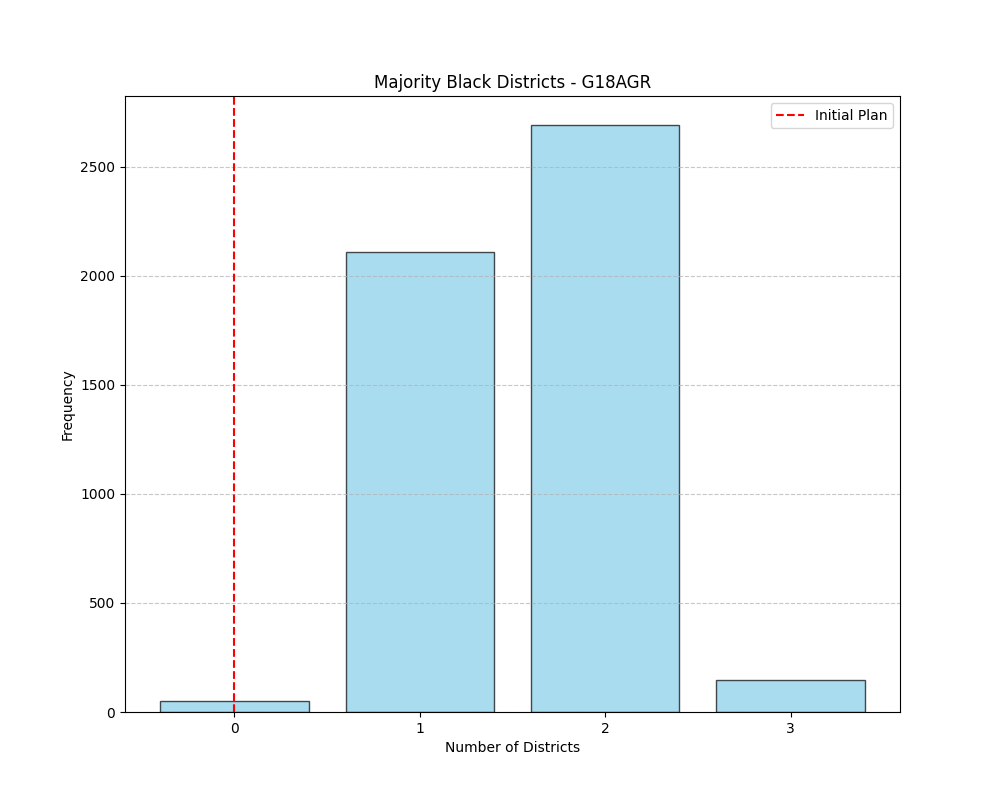 Majority Black Districts - G18AGR
Initial Plan
2500
2000
1500
1000
500
0
Frequency
0 1 2 3
Number of Districts